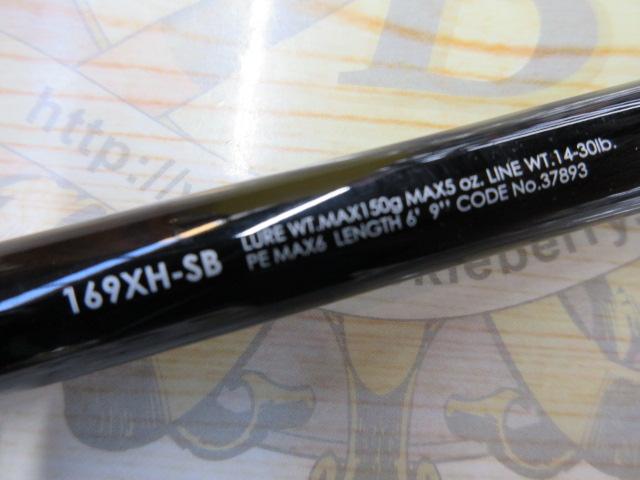 B
http://
169XH-SB
LURE WT.MAX150g MAX5 oz. LINE WT.14-30lb.
PE MAX6 LENGTH 6' 9" CODE No.37893